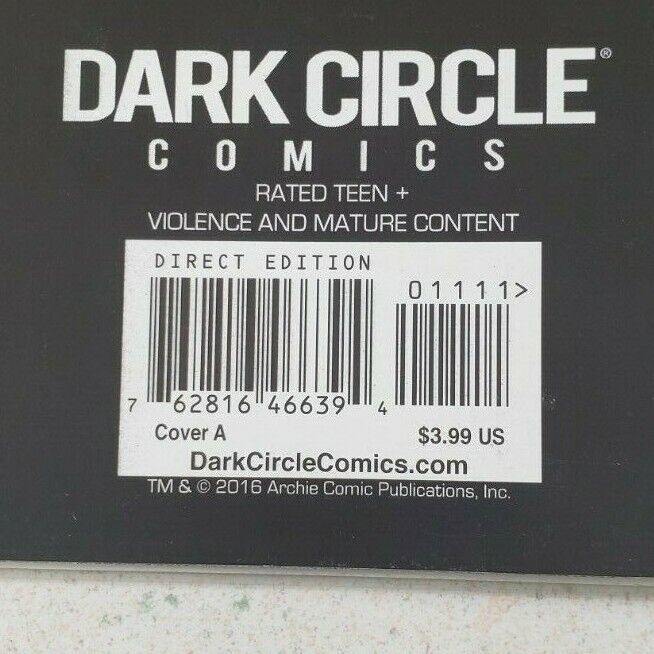 DARK CIRCLE®
COMICS
RATED TEEN +
VIOLENCE AND MATURE CONTENT
DIRECT EDITION
01111>
7 62816 46639 4
Cover A $3.99 US
DarkCircleComics.com
TM & © 2016 Archie Comic Publications, Inc.